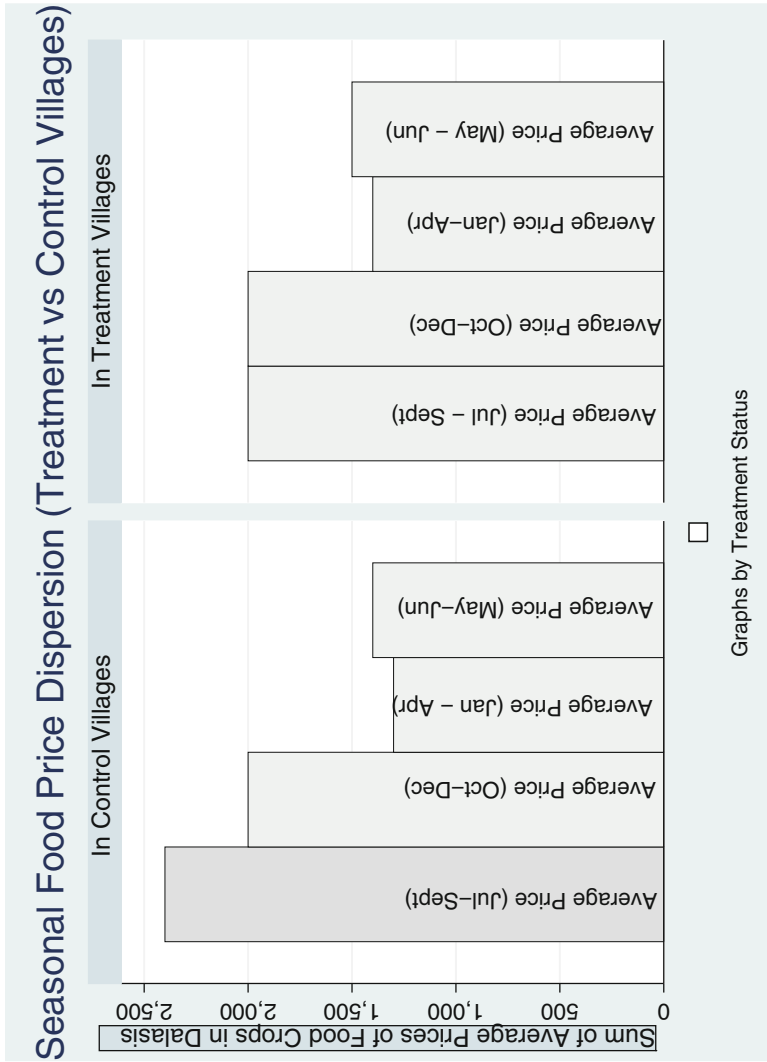 Seasonal Food Price Dispersion (Treatment vs Control Villages)
In Control Villages
In Treatment Villages
Sum of Average Prices of Food Crops in Dalasis
2,500
2,000
1,500
1,000
500
0
Average Price (Jul–Sept)
Average Price (Oct–Dec)
Average Price (Jan – Apr)
Average Price (May–Jun)
Average Price (Jul – Sept)
Average Price (Oct–Dec)
Average Price (Jan–Apr)
Average Price (May – Jun)
Graphs by Treatment Status